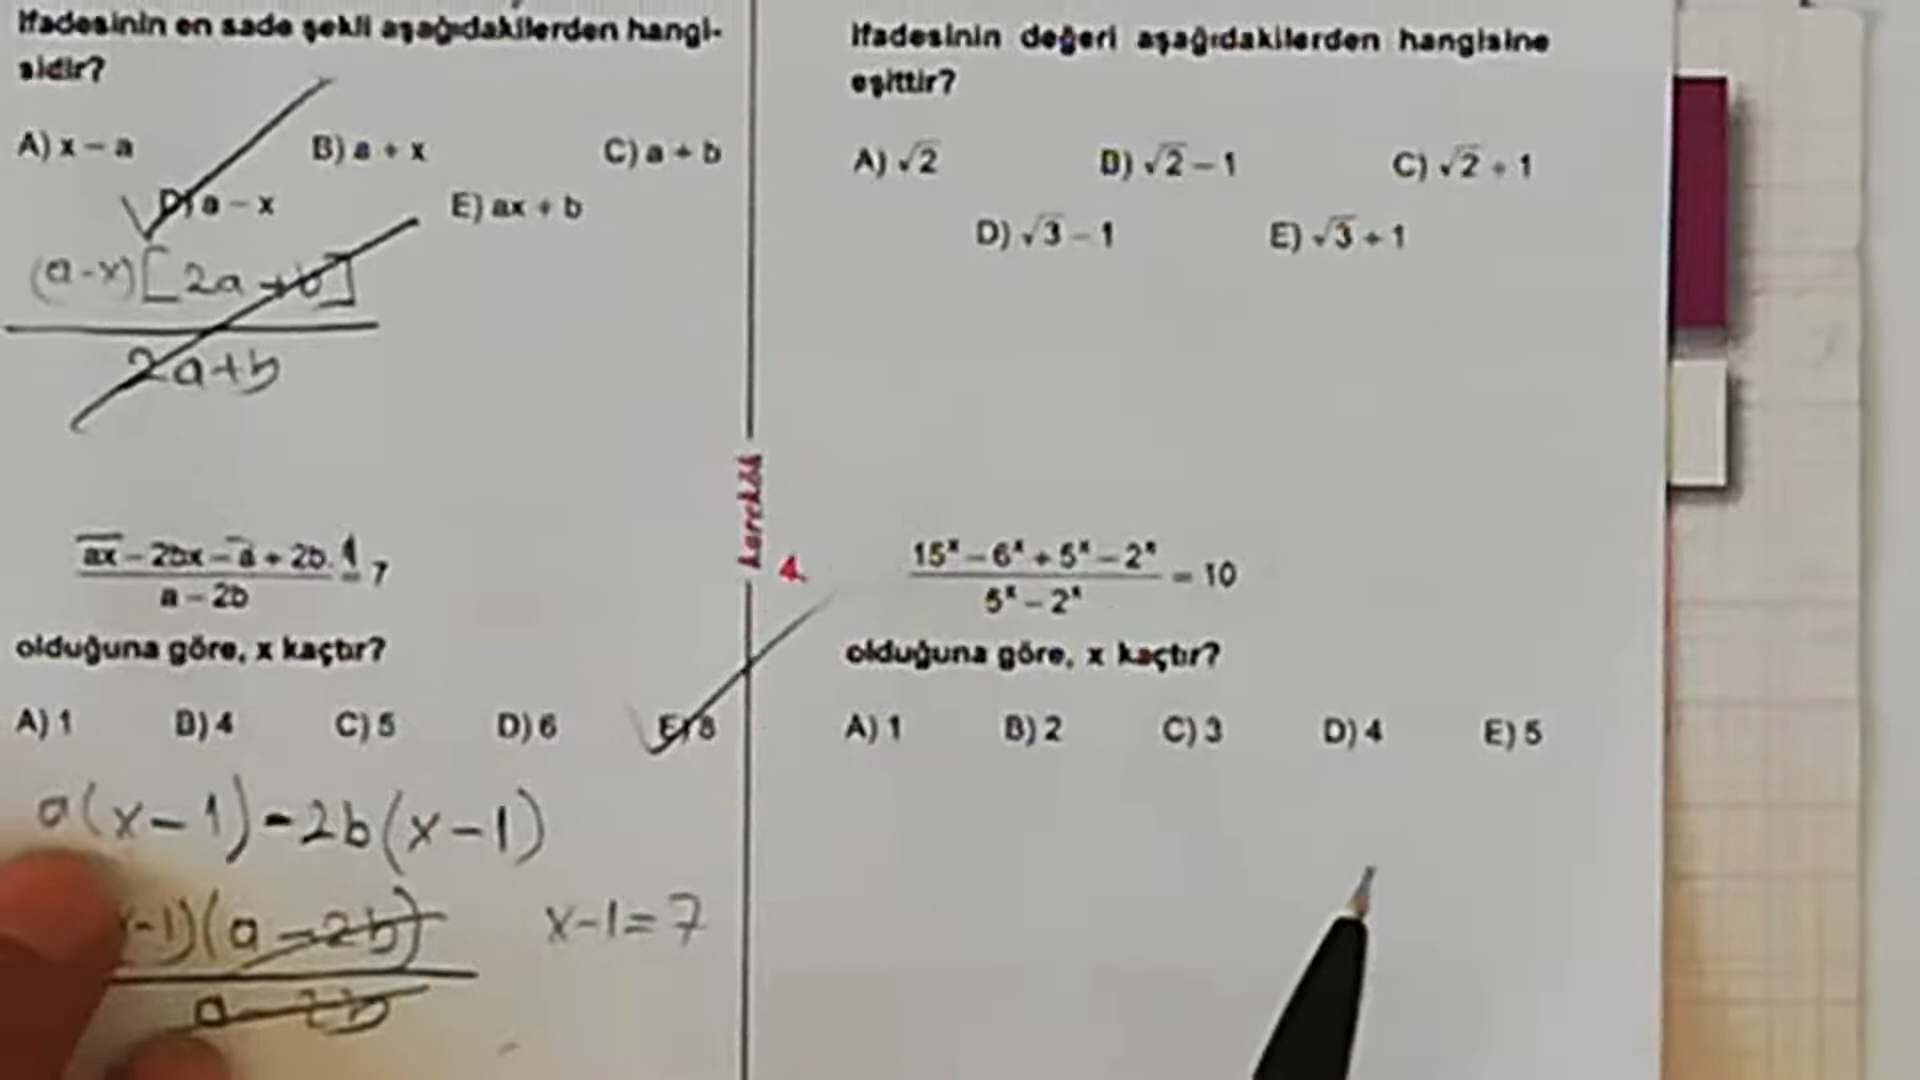 ifadesinin en sade şekli aşağıdakilerden hangi-
sidir?
A) x – a B) a + x C) a + b
D) a – x E) ax + b
(a-x)[2a+b]
2a+b
ax – 2bx – a + 2b.1
a – 2b
= 7
olduğuna göre, x kaçtır?
A) 1 B) 4 C) 5 D) 6 E) 8
a(x-1)-2b(x-1)
-1)(a-2b)
a-2b
x-1=7
karekök
ifadesinin değeri aşağıdakilerden hangisine
eşittir?
A) √2 B) √2 – 1 C) √2 + 1
D) √3 – 1 E) √3 + 1
4.
15ˣ – 6ˣ + 5ˣ – 2ˣ
5ˣ – 2ˣ
= 10
olduğuna göre, x kaçtır?
A) 1 B) 2 C) 3 D) 4 E) 5